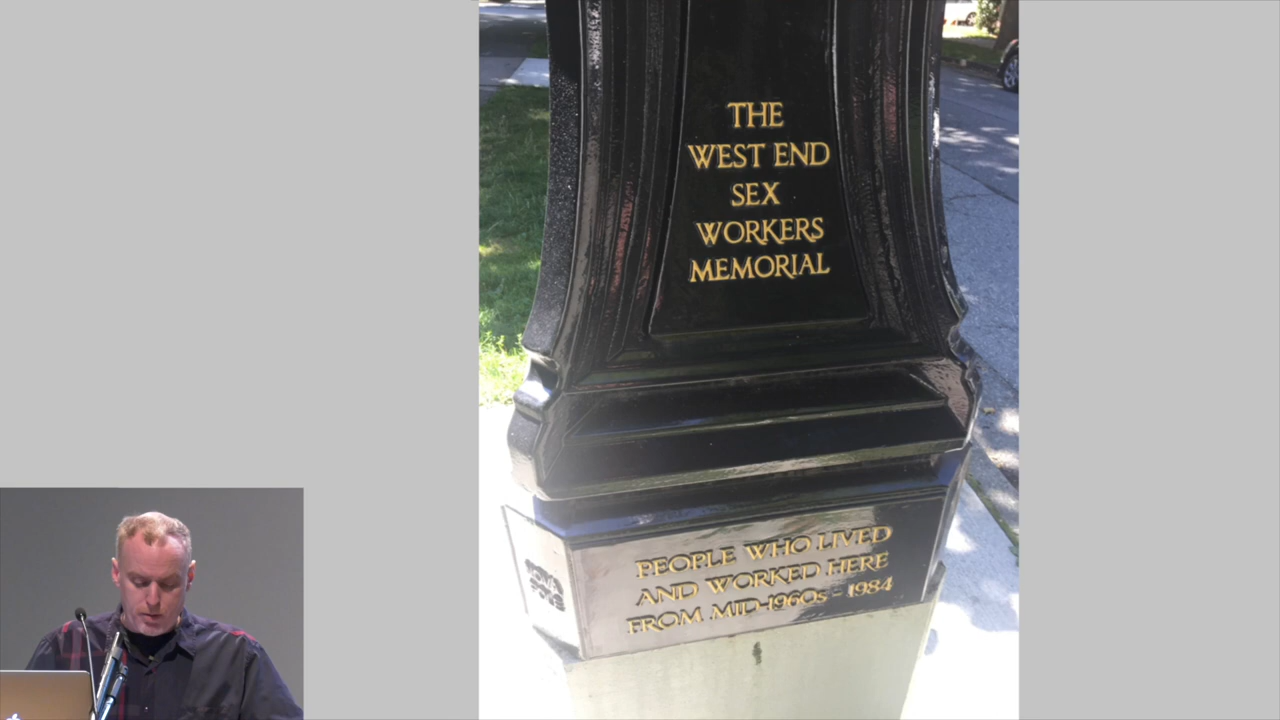 THE
WEST END
SEX
WORKERS
MEMORIAL
PEOPLE WHO LIVED
AND WORKED HERE
FROM MID-1960s - 1984